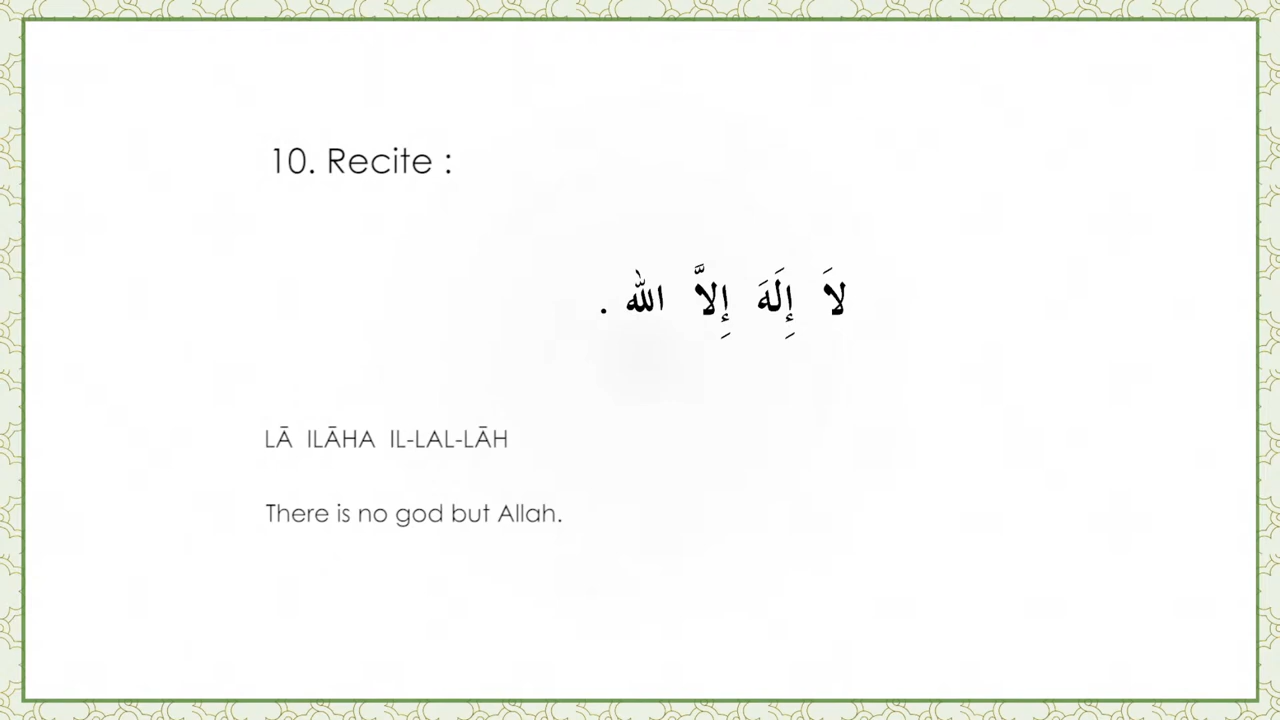 10. Recite :
لاَ إِلَهَ إِلاَّ الله .
LĀ ILĀHA IL-LAL-LĀH
There is no god but Allah.